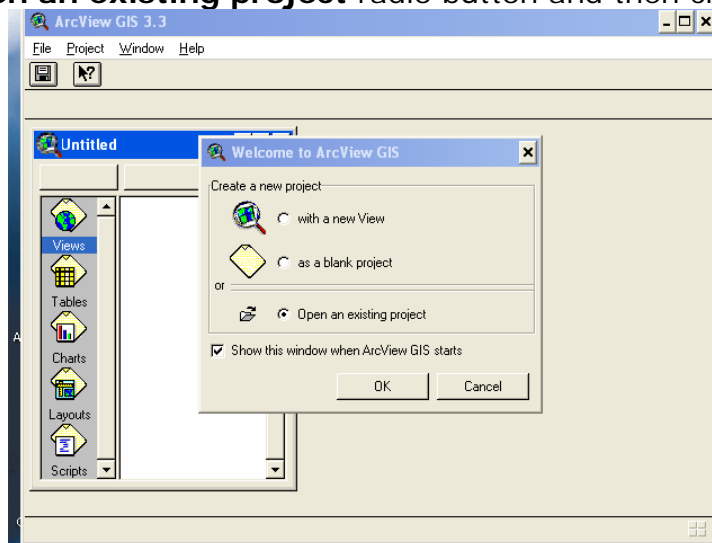 an existing project radio button and then
ArcView GIS 3.3
File Project Window Help
Untitled
Welcome to ArcView GIS
Create a new project
with a new View
as a blank project
or
Open an existing project
Show this window when ArcView GIS starts
OK Cancel
Views
Tables
Charts
Layouts
Scripts